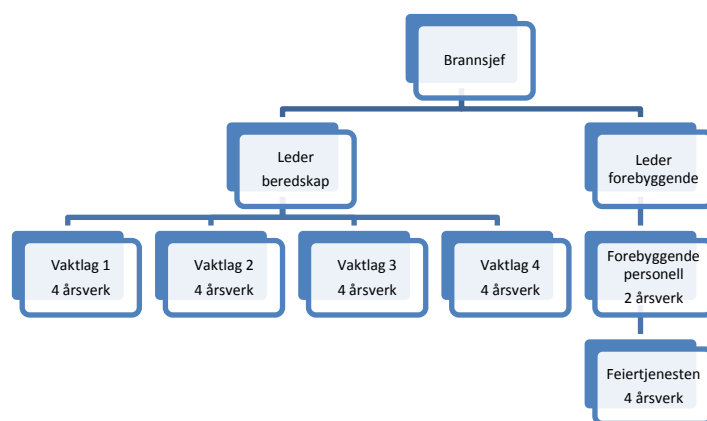 Brannsjef
Leder
beredskap
Leder
forebyggende
Vaktlag 1
4 årsverk
Vaktlag 2
4 årsverk
Vaktlag 3
4 årsverk
Vaktlag 4
4 årsverk
Forebyggende
personell
2 årsverk
Feiertjenesten
4 årsverk